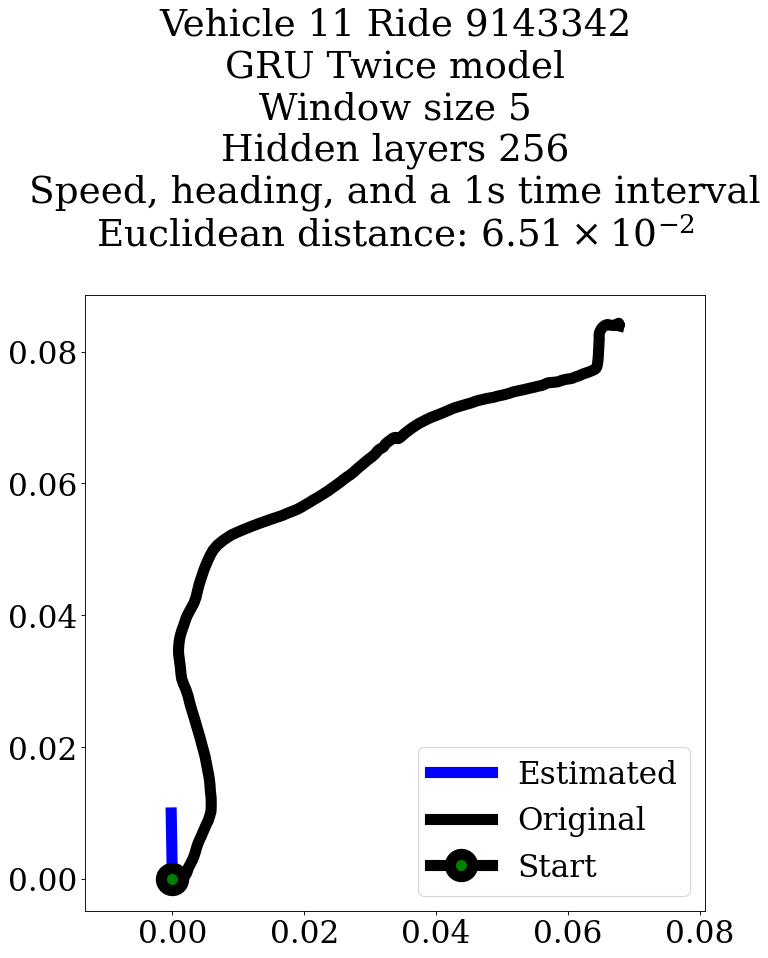 Vehicle 11 Ride 9143342
GRU Twice model
Window size 5
Hidden layers 256
Speed, heading, and a 1s time interval
Euclidean distance: 6.51 × 10⁻²
0.08
0.06
0.04
0.02
0.00
Estimated
Original
Start
0.00 0.02 0.04 0.06 0.08